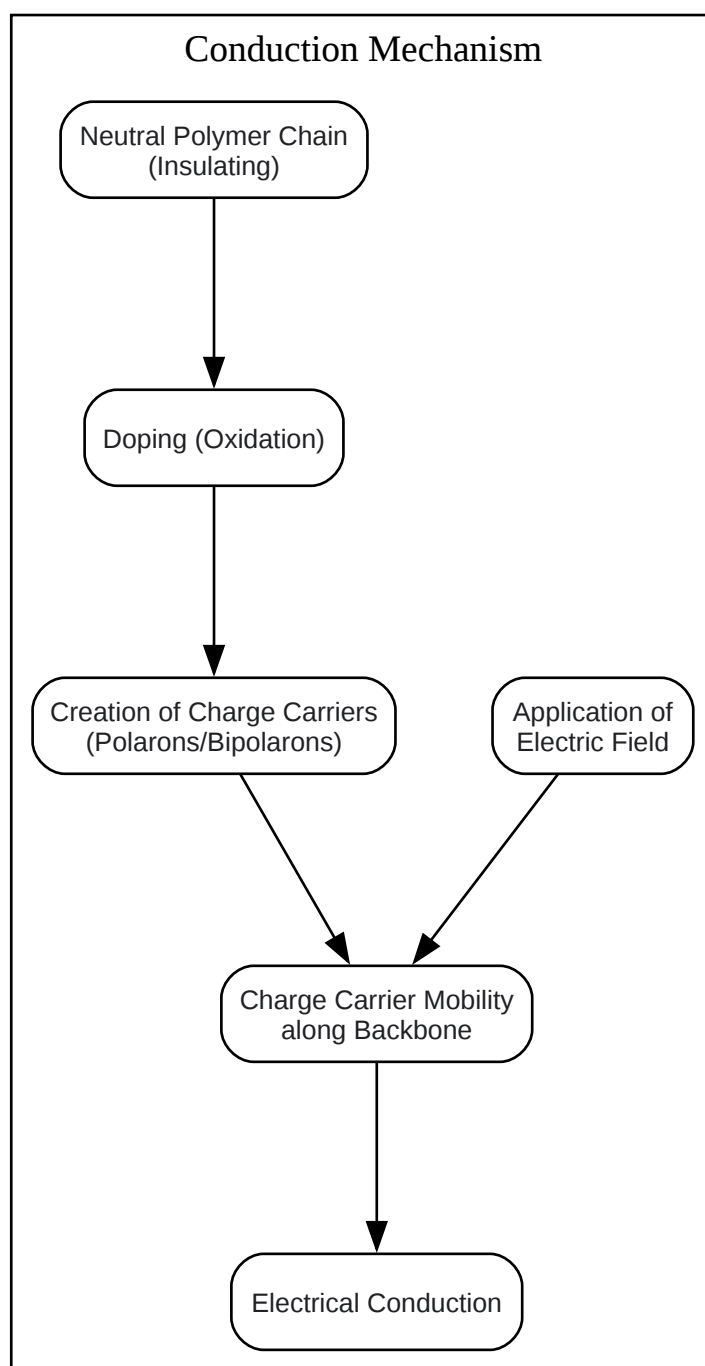 Conduction Mechanism
Neutral Polymer Chain
(Insulating)
Doping (Oxidation)
Creation of Charge Carriers
(Polarons/Bipolarons)
Application of
Electric Field
Charge Carrier Mobility
along Backbone
Electrical Conduction